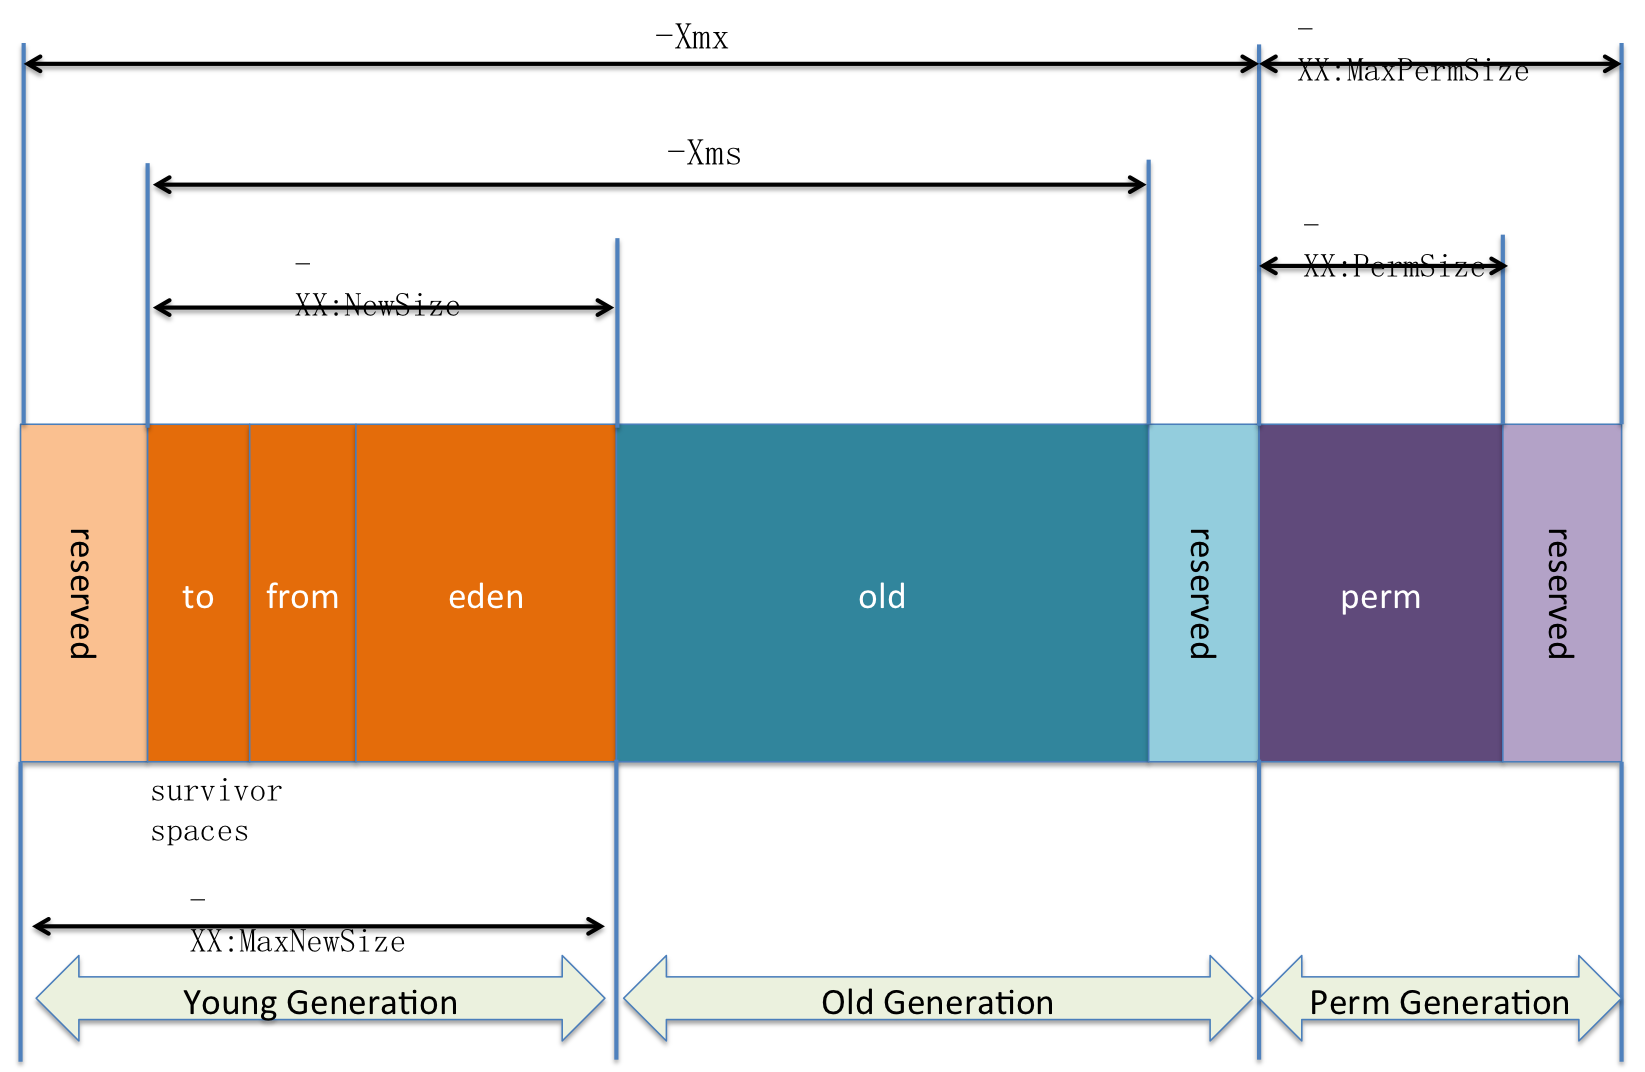 -Xmx
-
XX:MaxPermSize
-Xms
-
XX:PermSize
-
XX:NewSize
reserved
to
from
eden
old
reserved
perm
reserved
survivor
spaces
-
XX:MaxNewSize
Young Generation
Old Generation
Perm Generation